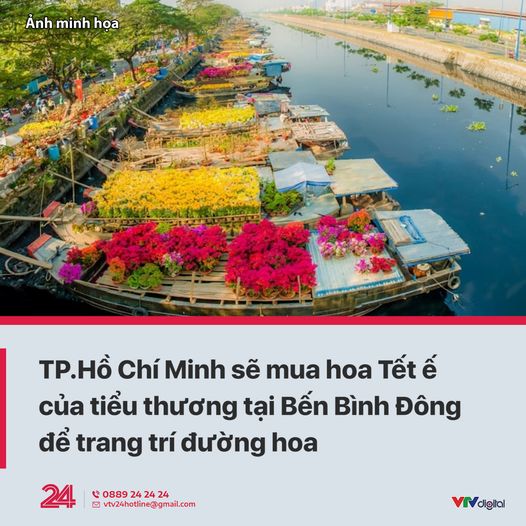 Ảnh minh họa
TP.Hồ Chí Minh sẽ mua hoa Tết ế
của tiểu thương tại Bến Bình Đông
để trang trí đường hoa
24
0889 24 24 24
vtv24hotline@gmail.com
VTVdigital